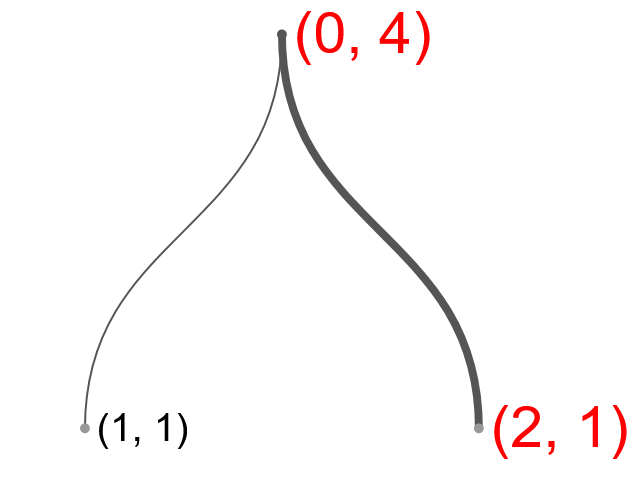 (0, 4)
(1, 1)
(2, 1)